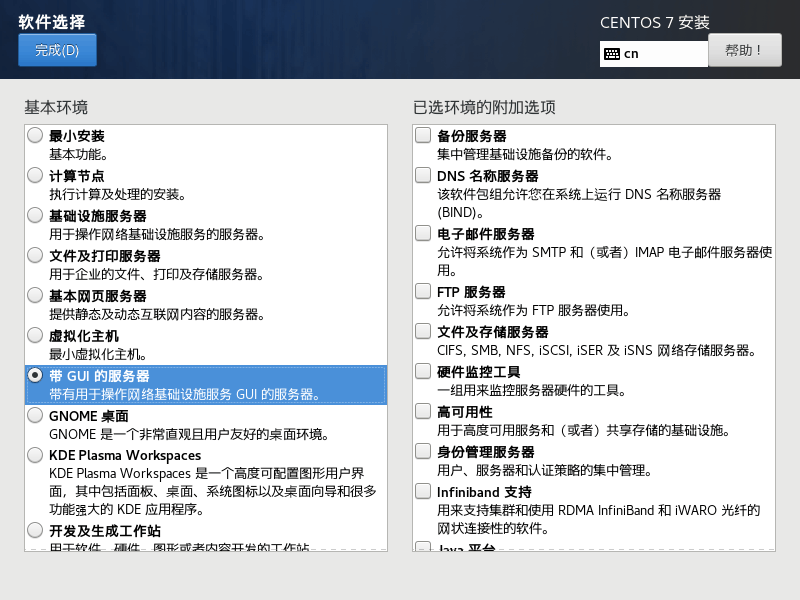 软件选择
完成(D)
CENTOS 7 安装
cn
帮助！
基本环境
最小安装
基本功能。
计算节点
执行计算及处理的安装。
基础设施服务器
用于操作网络基础设施服务的服务器。
文件及打印服务器
用于企业的文件、打印及存储服务器。
基本网页服务器
提供静态及动态互联网内容的服务器。
虚拟化主机
最小虚拟化主机。
带 GUI 的服务器
带有用于操作网络基础设施服务 GUI 的服务器。
GNOME 桌面
GNOME 是一个非常直观且用户友好的桌面环境。
KDE Plasma Workspaces
KDE Plasma Workspaces 是一个高度可配置图形用户界
面，其中包括面板、桌面、系统图标以及桌面向导和很多
功能强大的 KDE 应用程序。
开发及生成工作站
用于软件、硬件、图形或者内容开发的工作站
已选环境的附加选项
备份服务器
集中管理基础设施备份的软件。
DNS 名称服务器
该软件包组允许您在系统上运行 DNS 名称服务器
(BIND)。
电子邮件服务器
允许将系统作为 SMTP 和（或者）IMAP 电子邮件服务器使
用。
FTP 服务器
允许将系统作为 FTP 服务器使用。
文件及存储服务器
CIFS, SMB, NFS, iSCSI, iSER 及 iSNS 网络存储服务器。
硬件监控工具
一组用来监控服务器硬件的工具。
高可用性
用于高度可用服务和（或者）共享存储的基础设施。
身份管理服务器
用户、服务器和认证策略的集中管理。
Infiniband 支持
用来支持集群和使用 RDMA InfiniBand 和 iWARO 光纤的
网状连接性的软件。
Java 平台